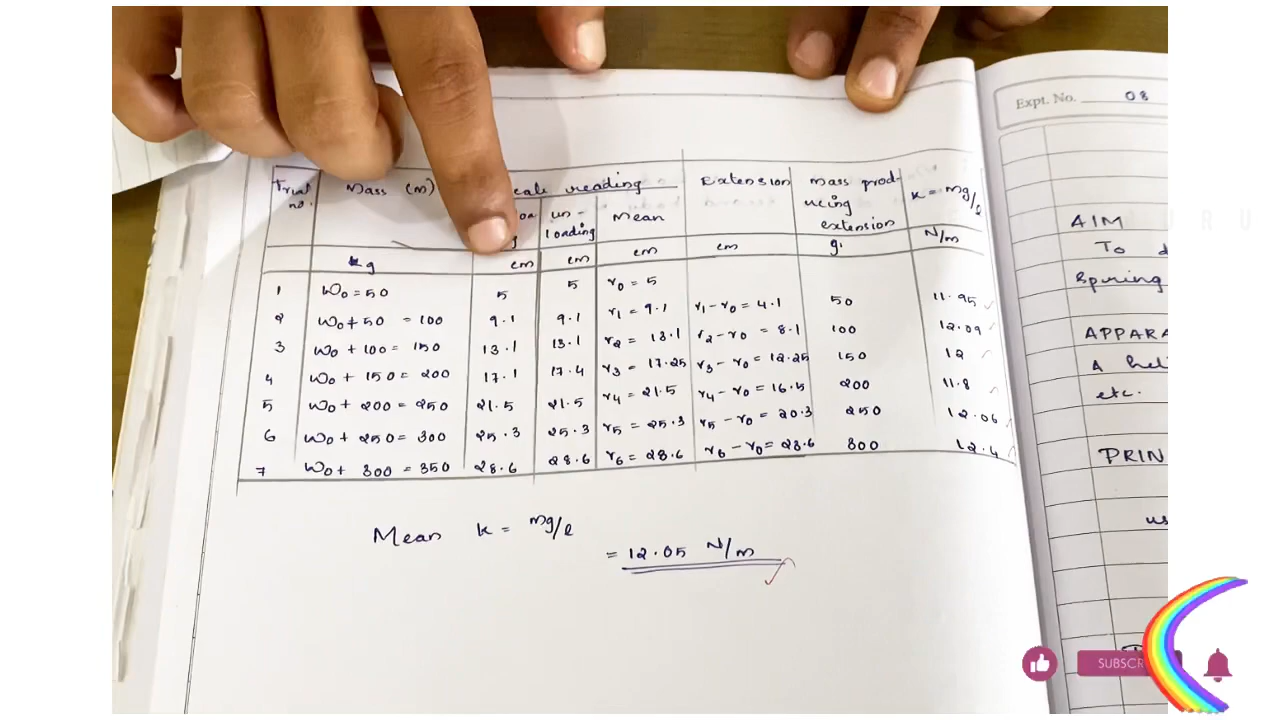 Expt. No. 08
Trial no.
Mass (m)
reading
Extension
mass prod-
ucing
extension
k = mg/l
un-
loading
Mean
kg
cm
cm
cm
cm
g.
N/m
1 W₀ = 50 5 5 r₀ = 5
2 W₀ + 50 = 100 9.1 9.1 r₁ = 9.1 r₁ - r₀ = 4.1 50 11.95
3 W₀ + 100 = 150 13.1 13.1 r₂ = 13.1 r₂ - r₀ = 8.1 100 12.09
4 W₀ + 150 = 200 17.1 17.4 r₃ = 17.25 r₃ - r₀ = 12.25 150 12
5 W₀ + 200 = 250 21.5 21.5 r₄ = 21.5 r₄ - r₀ = 16.5 200 11.8
6 W₀ + 250 = 300 25.3 25.3 r₅ = 25.3 r₅ - r₀ = 20.3 250 12.06
7 W₀ + 300 = 350 28.6 28.6 r₆ = 28.6 r₆ - r₀ = 23.6 300 12.4
Mean k = mg/l
= 12.05 N/m
AIM
To
Spring
APPARA
A
etc.
PRIN
us
URU
SUBSCR